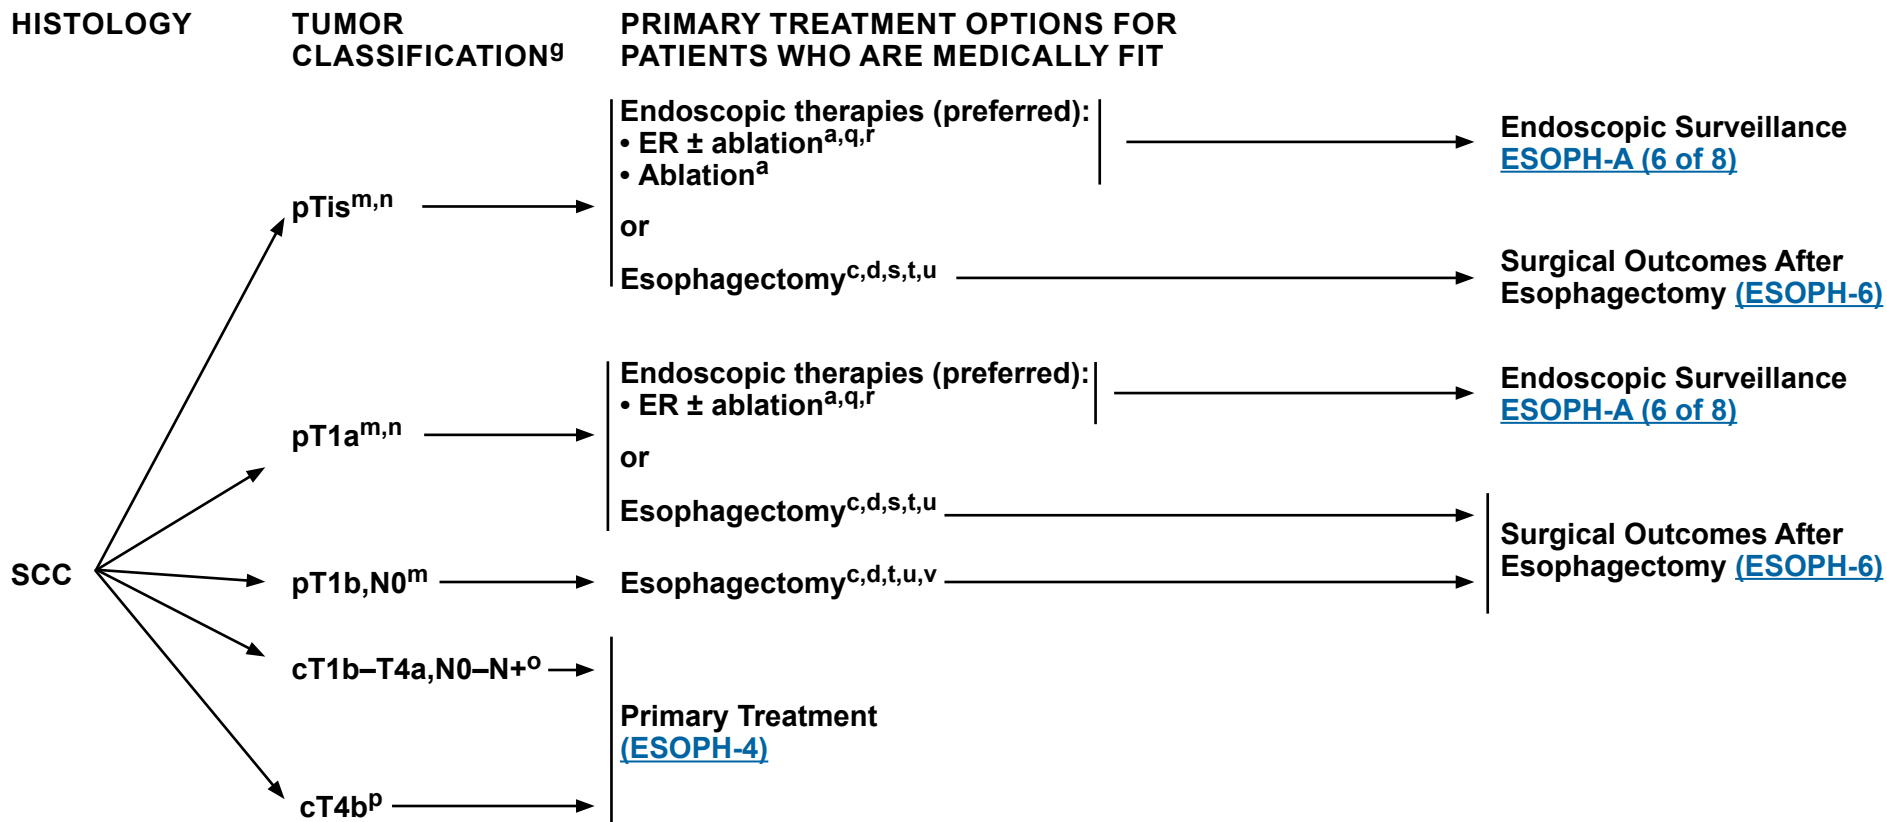 HISTOLOGY
TUMOR
CLASSIFICATIONg
PRIMARY TREATMENT OPTIONS FOR
PATIENTS WHO ARE MEDICALLY FIT
SCC
pTism,n
Endoscopic therapies (preferred):
• ER ± ablationa,q,r
• Ablationa
or
Esophagectomyc,d,s,t,u
Endoscopic Surveillance
ESOPH-A (6 of 8)
Surgical Outcomes After
Esophagectomy (ESOPH-6)
pT1am,n
Endoscopic therapies (preferred):
• ER ± ablationa,q,r
or
Esophagectomyc,d,s,t,u
Endoscopic Surveillance
ESOPH-A (6 of 8)
pT1b,N0m
Esophagectomyc,d,t,u,v
Surgical Outcomes After
Esophagectomy (ESOPH-6)
cT1b–T4a,N0–N+o
cT4bp
Primary Treatment
(ESOPH-4)